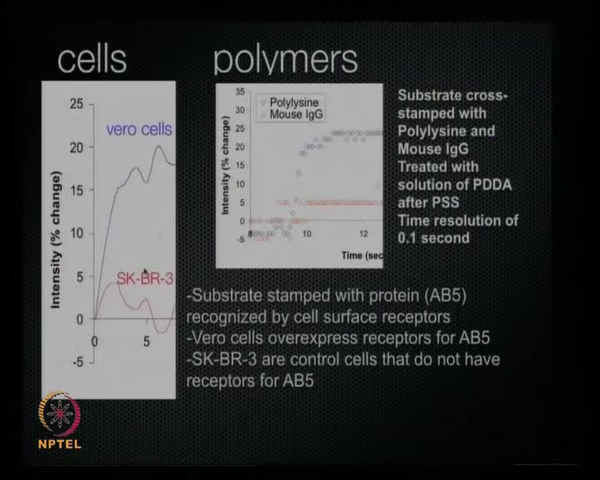 cells
polymers
25
20
15
10
5
0
-5
Intensity (% change)
vero cells
SK-BR-3
0
5
35
30
25
20
15
10
5
0
-5
Intensity (% change)
Polylysine
Mouse IgG
8
10
12
Time (sec
Substrate cross-
stamped with
Polylysine and
Mouse IgG
Treated with
solution of PDDA
after PSS
Time resolution of
0.1 second
-Substrate stamped with protein (AB5)
recognized by cell surface receptors
-Vero cells overexpress receptors for AB5
-SK-BR-3 are control cells that do not have
receptors for AB5
NPTEL